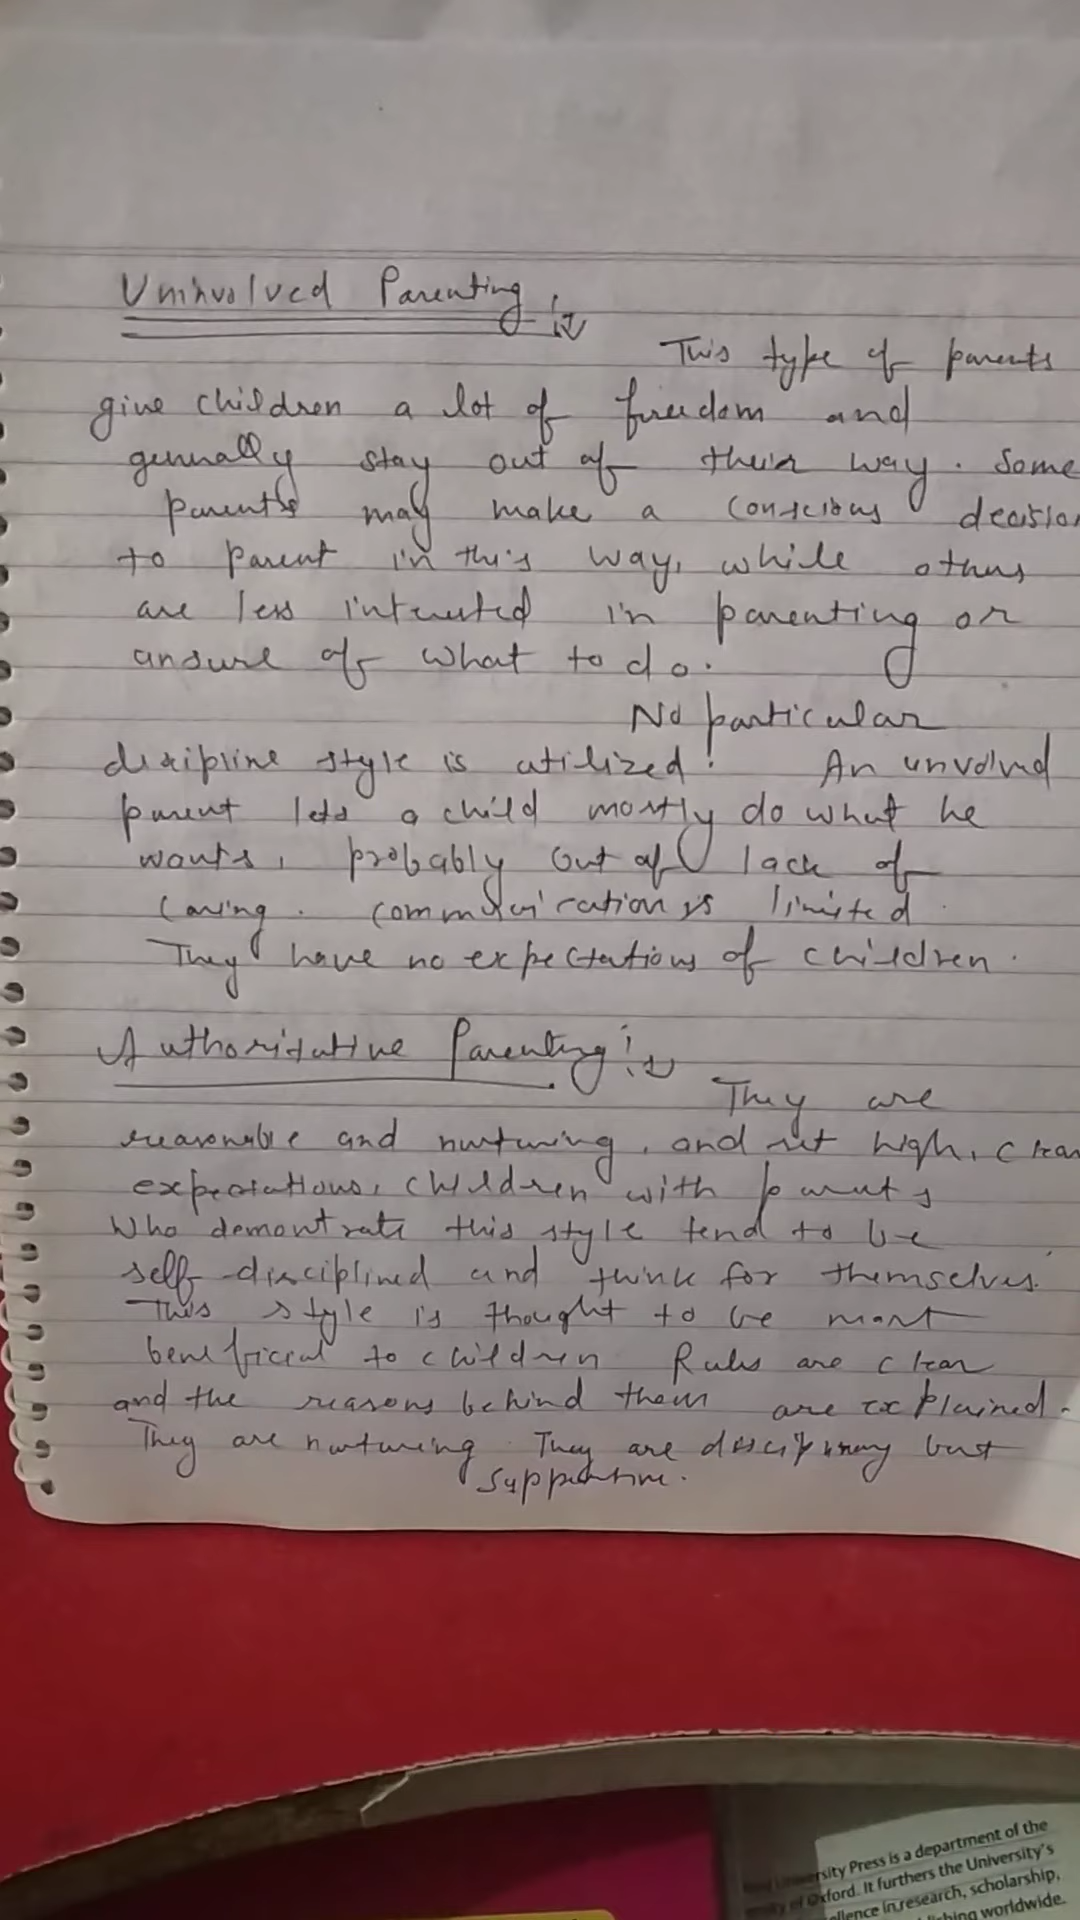 Uninvolved Parenting :
This type of parents
give children a lot of freedom and
generally stay out of their way. Some
parents may make a conscious decision
to parent in this way, while others
are less interested in parenting or
unsure of what to do.
No particular
discipline style is utilized. An unvolved
parent lets a child mostly do what he
wants, probably out of lack of
caring. communication is limited.
They have no expectations of children.
Authoritative Parenting :
They are
reasonable and nurturing, and set high, clear
expectations, children with parents
Who demontrate this style tend to be
self-disciplined and think for themselves.
This style is thought to be most
beneficial to children Rules are clear
and the reasons behind them are explained.
They are nurturing. They are but
supportive.
University Press is a department of the
of Oxford. It furthers the University's
in research, scholarship,
worldwide.